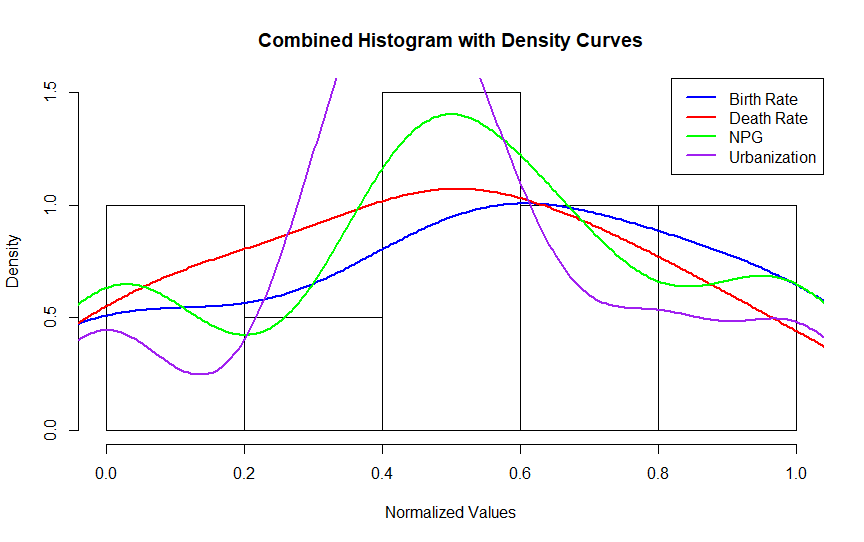 Combined Histogram with Density Curves
Birth Rate
Death Rate
NPG
Urbanization
Density
1.5
1.0
0.5
0.0
0.0 0.2 0.4 0.6 0.8 1.0
Normalized Values